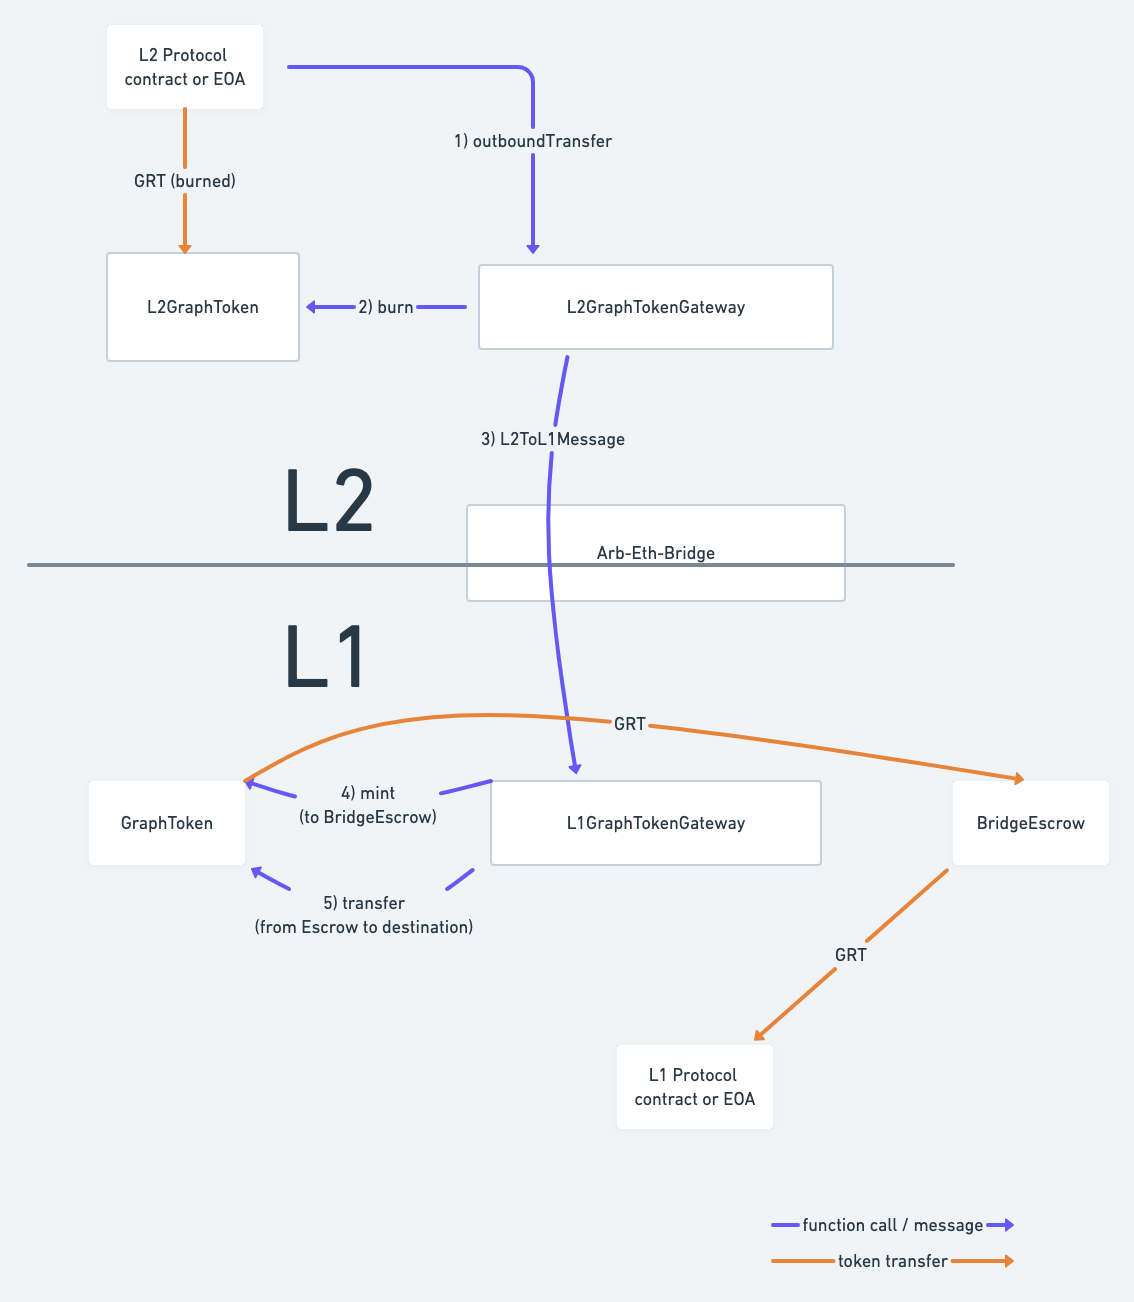 L2 Protocol
contract or EOA
1) outboundTransfer
GRT (burned)
L2GraphToken
2) burn
L2GraphTokenGateway
3) L2ToL1Message
L2
Arb-Eth-Bridge
L1
GRT
GraphToken
4) mint
(to BridgeEscrow)
L1GraphTokenGateway
BridgeEscrow
5) transfer
(from Escrow to destination)
GRT
L1 Protocol
contract or EOA
function call / message
token transfer